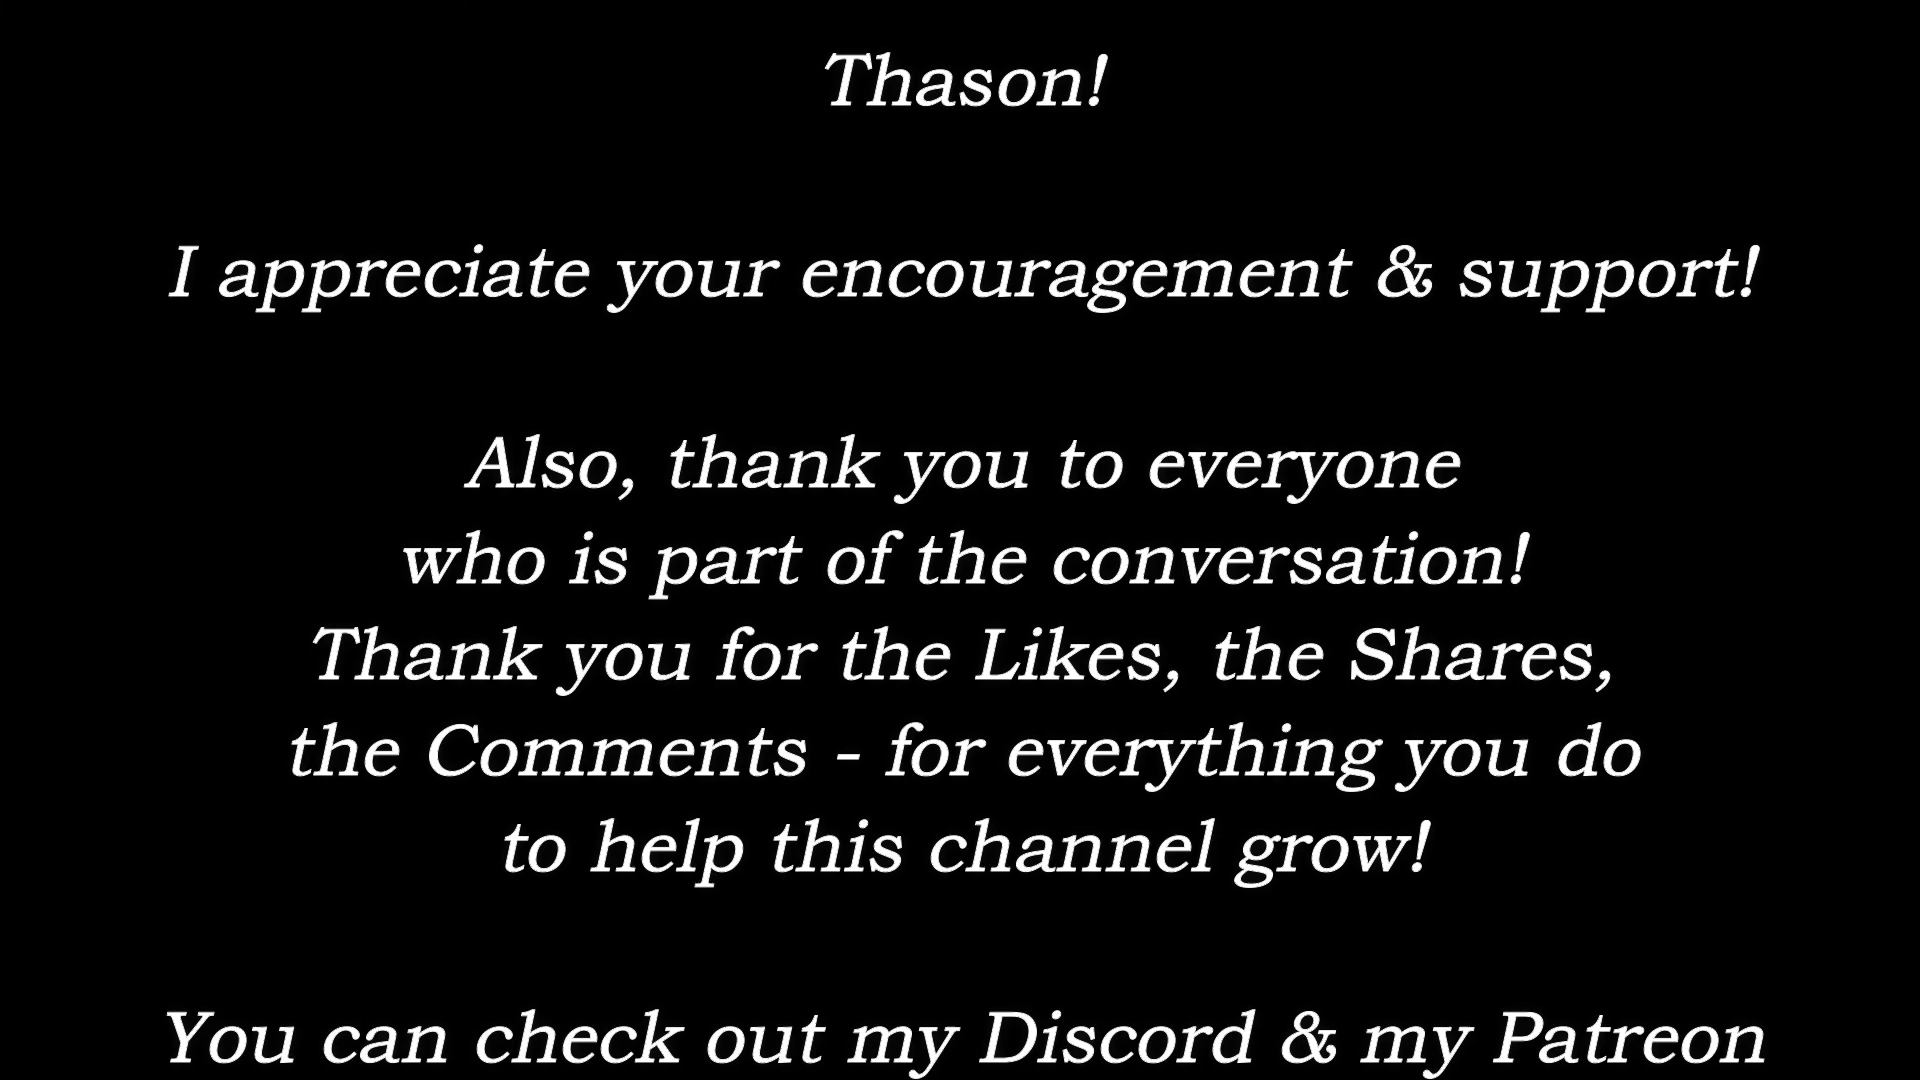 Thason!
I appreciate your encouragement & support!
Also, thank you to everyone
who is part of the conversation!
Thank you for the Likes, the Shares,
the Comments - for everything you do
to help this channel grow!
You can check out my Discord & my Patreon